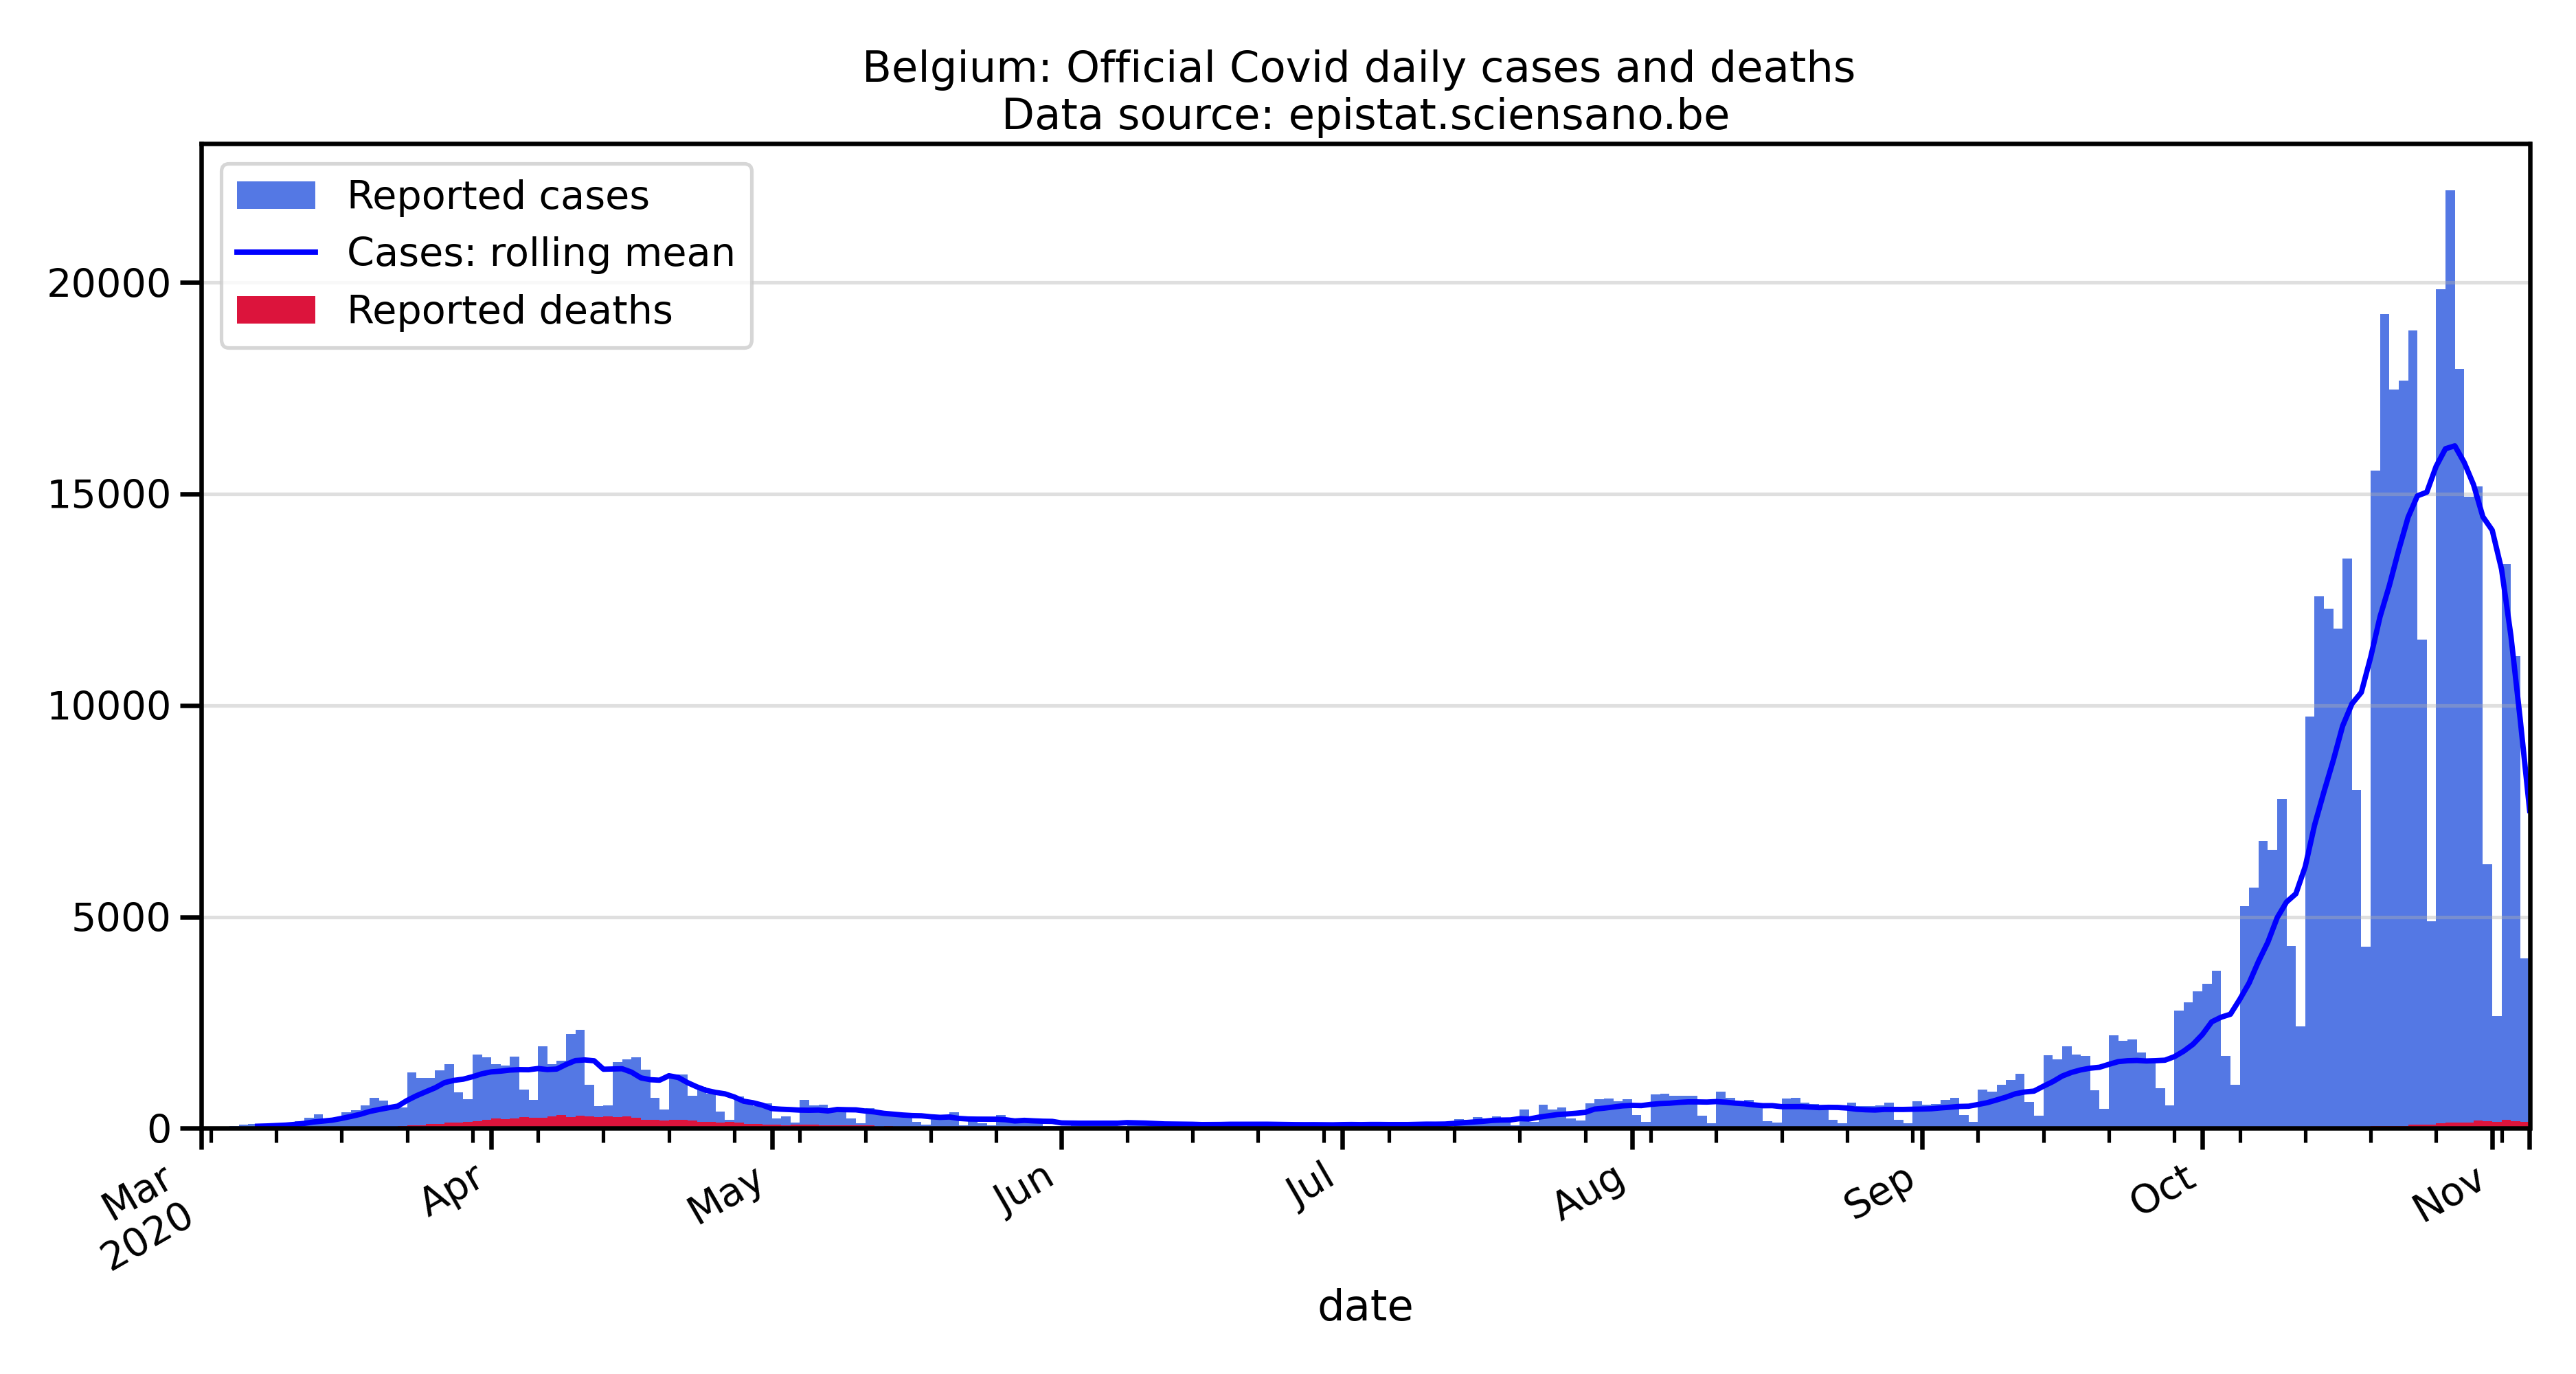 Belgium: Official Covid daily cases and deaths
Data source: epistat.sciensano.be
Reported cases
Cases: rolling mean
Reported deaths
20000
15000
10000
5000
0
Mar
2020
Apr
May
Jun
Jul
Aug
Sep
Oct
Nov
date